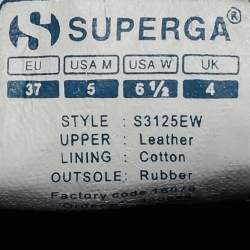 SUPERGA®
EU USA M USA W UK
37 5 6 1/2 4
STYLE : S3125EW
UPPER : Leather
LINING : Cotton
OUTSOLE : Rubber
Factory code